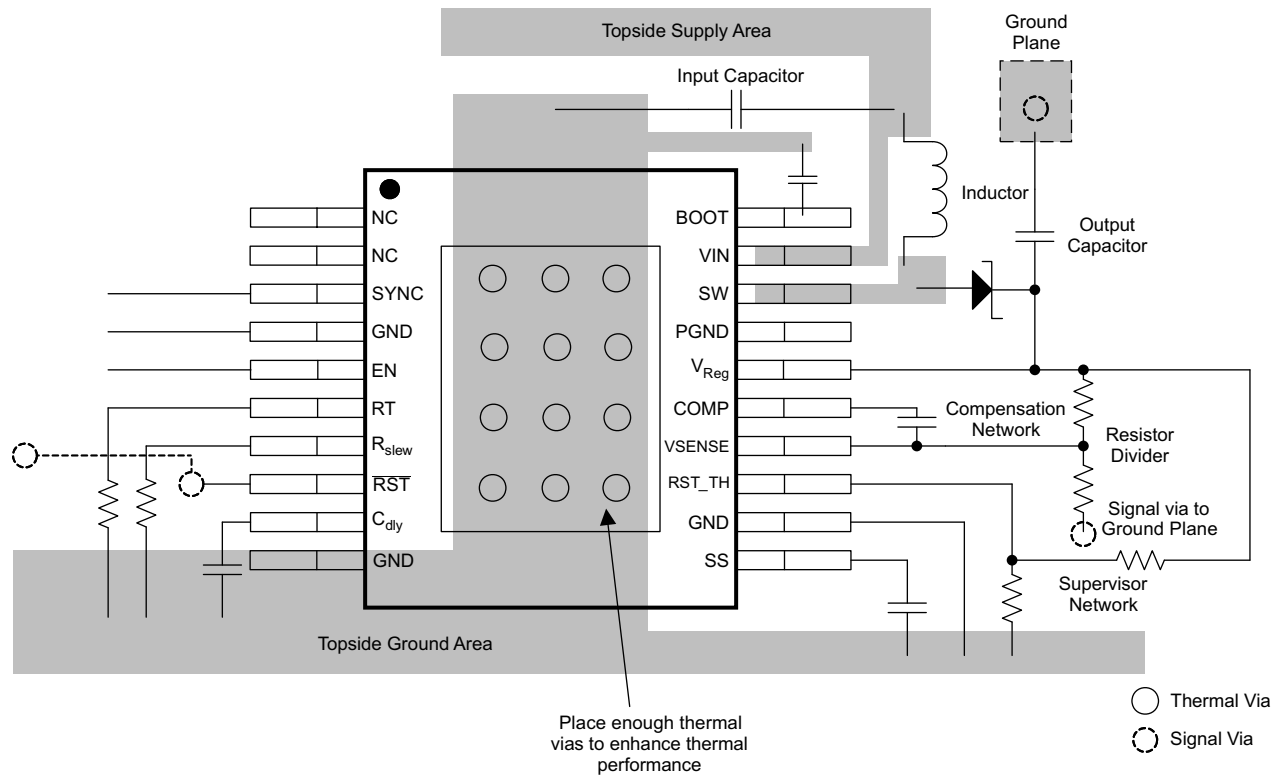 Topside Supply Area
Ground
Plane
Input Capacitor
Inductor
Output
Capacitor
NC
NC
SYNC
GND
EN
RT
Rslew
RST
Cdly
GND
BOOT
VIN
SW
PGND
VReg
COMP
VSENSE
RST_TH
GND
SS
Compensation
Network
Resistor
Divider
Signal via to
Ground Plane
Supervisor
Network
Topside Ground Area
Place enough thermal
vias to enhance thermal
performance
Thermal Via
Signal Via